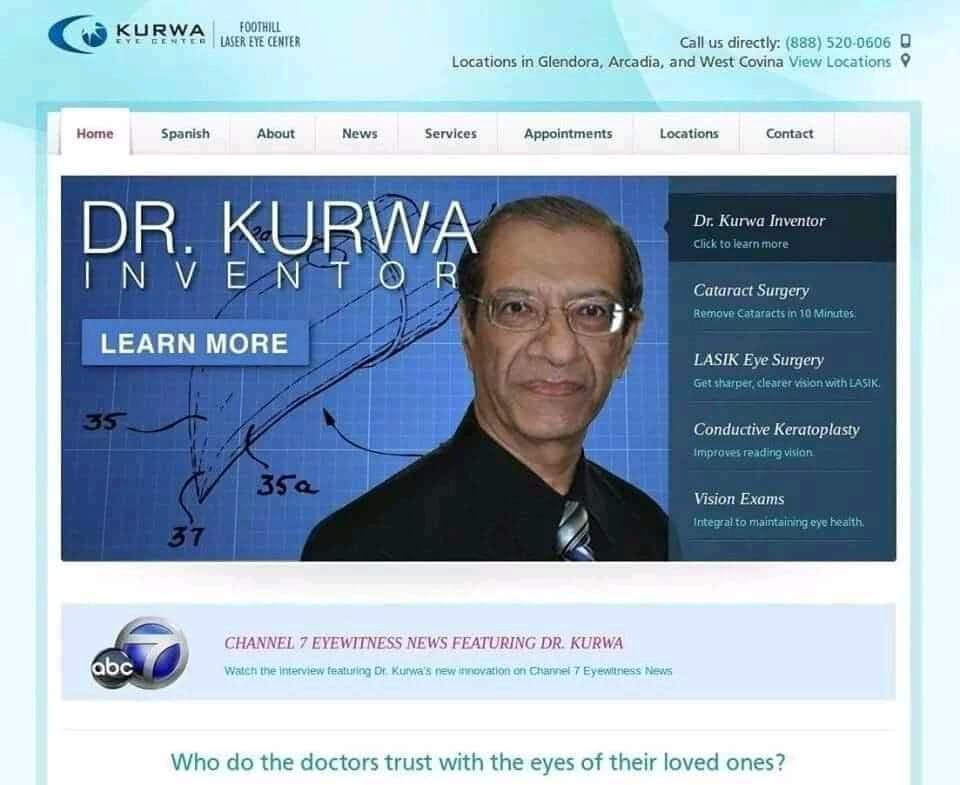 KURWA
EYE CENTER
FOOTHILL
LASER EYE CENTER
Call us directly: (888) 520-0606
Locations in Glendora, Arcadia, and West Covina View Locations
Home Spanish About News Services Appointments Locations Contact
DR. KURWA
INVENTOR
LEARN MORE
35
35a
37
Dr. Kurwa Inventor
Click to learn more
Cataract Surgery
Remove Cataracts in 10 Minutes.
LASIK Eye Surgery
Get sharper, clearer vision with LASIK.
Conductive Keratoplasty
Improves reading vision.
Vision Exams
Integral to maintaining eye health.
abc 7
CHANNEL 7 EYEWITNESS NEWS FEATURING DR. KURWA
Watch the interview featuring Dr. Kurwa's new innovation on Channel 7 Eyewitness News
Who do the doctors trust with the eyes of their loved ones?